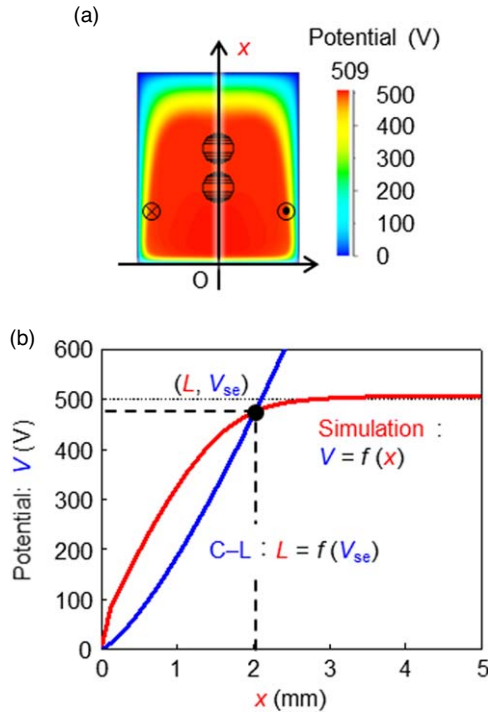 (a)
x
Potential (V)
509
500
400
300
200
100
0
O
(b)
600
500
400
300
200
100
0
(L, Vse)
Simulation :
V = f (x)
C–L : L = f(Vse)
Potential: V (V)
0 1 2 3 4 5
x (mm)